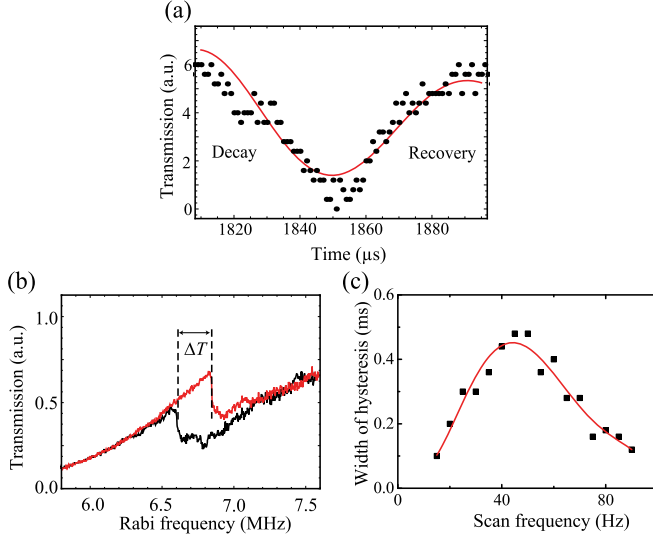 (a)
Transmission (a.u.)
6
4
2
0
Decay
Recovery
1820
1840
1860
1880
Time (µs)
(b)
Transmission (a.u.)
1.0
0.5
0.0
ΔT
6.0
6.5
7.0
7.5
Rabi frequency (MHz)
(c)
Width of hysteresis (ms)
0.6
0.4
0.2
0.0
0
40
80
Scan frequency (Hz)